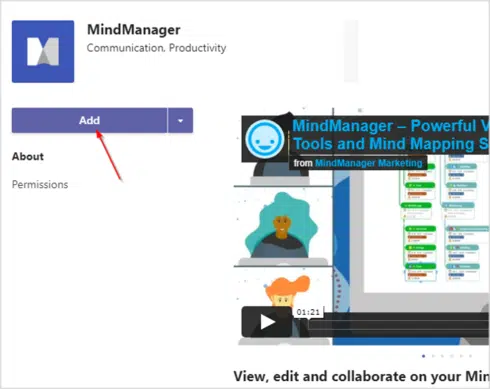 MindManager
Communication, Productivity
Add
About
Permissions
MindManager – Powerful V
Tools and Mind Mapping S
from MindManager Marketing
01:21
View, edit and collaborate on your Min